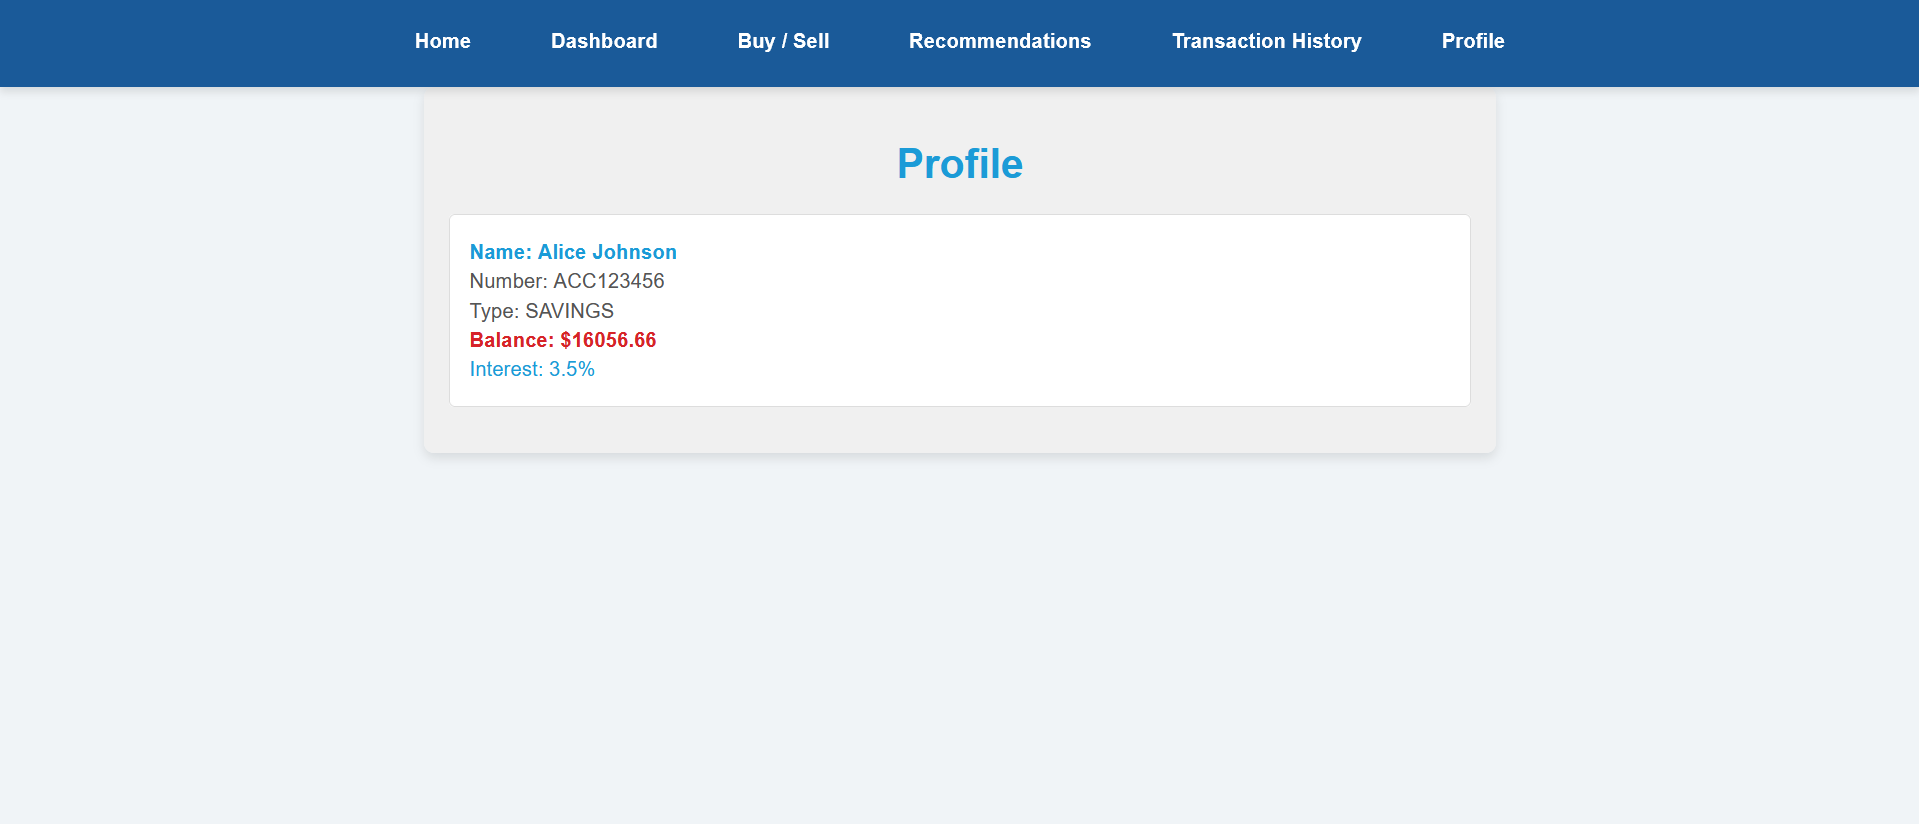 Home Dashboard Buy / Sell Recommendations Transaction History Profile
Profile
Name: Alice Johnson
Number: ACC123456
Type: SAVINGS
Balance: $16056.66
Interest: 3.5%